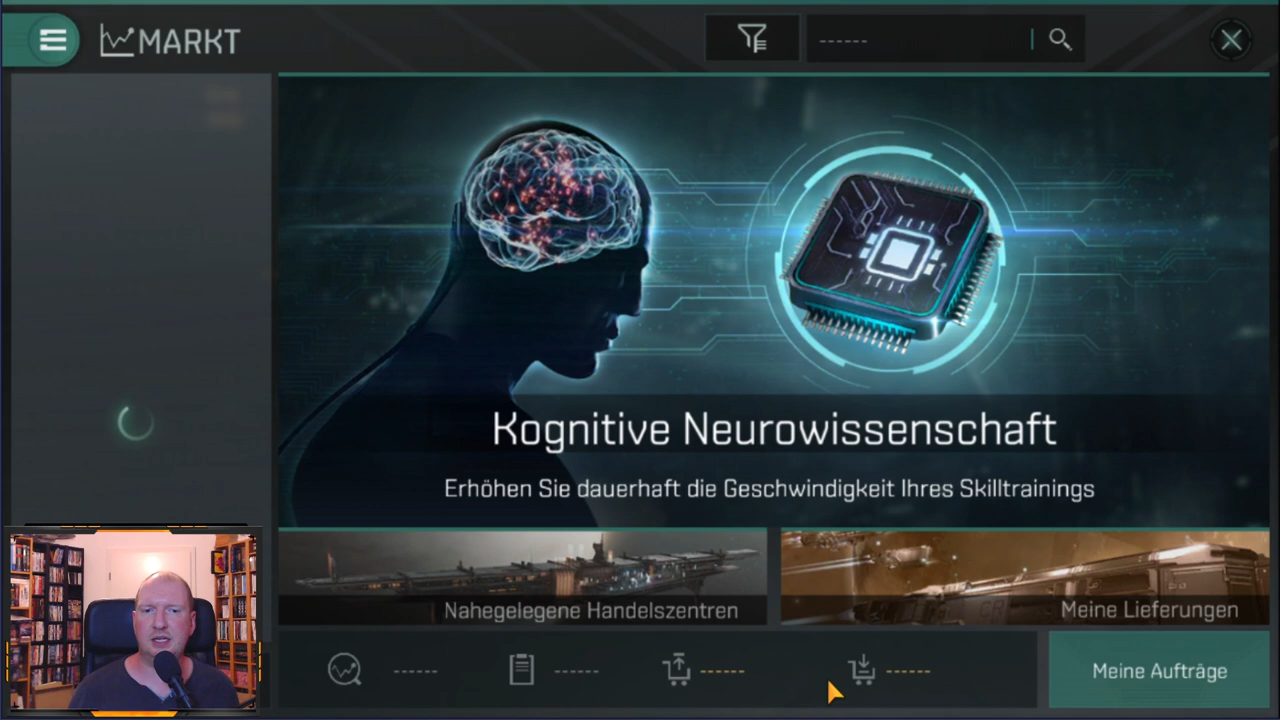 MARKT
------
Kognitive Neurowissenschaft
Erhöhen Sie dauerhaft die Geschwindigkeit Ihres Skilltrainings
Nahegelegene Handelszentren
Meine Lieferungen
------ ------ ------ ------
Meine Aufträge